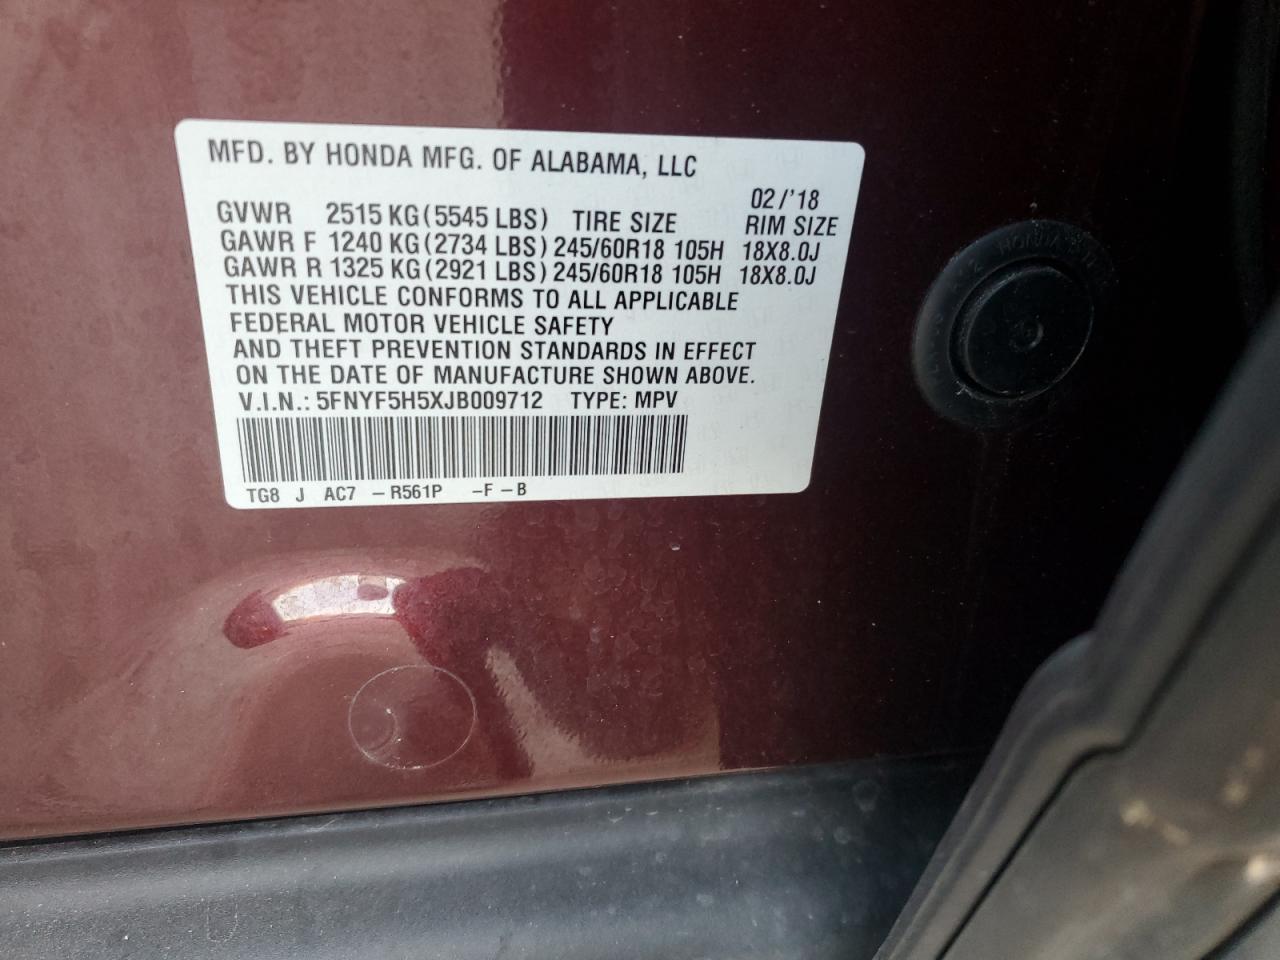 MFD. BY HONDA MFG. OF ALABAMA, LLC
02/'18
GVWR 2515 KG(5545 LBS) TIRE SIZE RIM SIZE
GAWR F 1240 KG(2734 LBS)245/60R18 105H 18X8.0J
GAWR R 1325 KG(2921 LBS)245/60R18 105H 18X8.0J
THIS VEHICLE CONFORMS TO ALL APPLICABLE
FEDERAL MOTOR VEHICLE SAFETY
AND THEFT PREVENTION STANDARDS IN EFFECT
ON THE DATE OF MANUFACTURE SHOWN ABOVE.
V.I.N.: 5FNYF5H5XJB009712 TYPE: MPV
TG8 J AC7 -R561P -F-B
HONDA